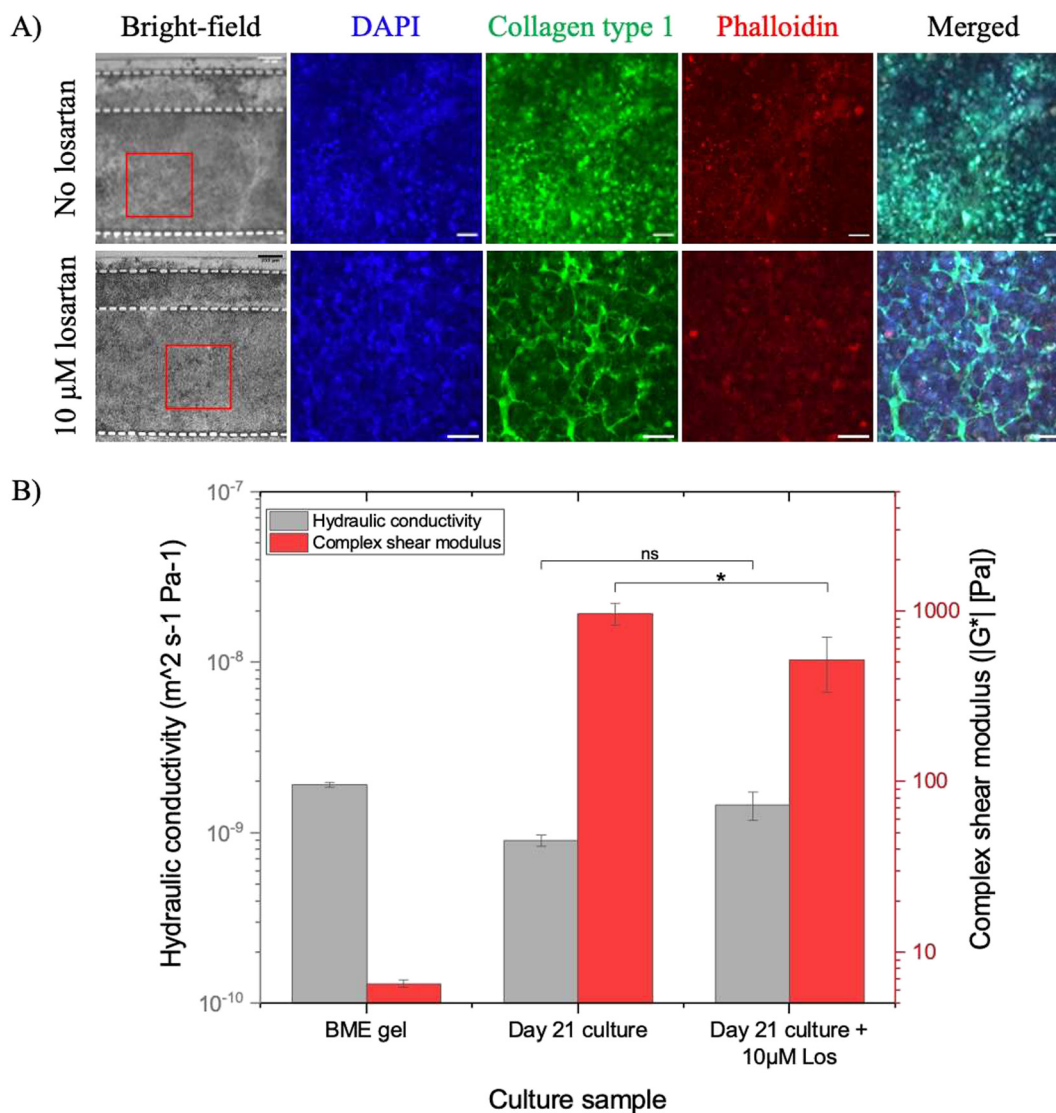 A)
Bright-field
DAPI
Collagen type 1
Phalloidin
Merged
No losartan
10 µM losartan
B)
Hydraulic conductivity (m^2 s-1 Pa-1)
10-7
10-8
10-9
10-10
Hydraulic conductivity
Complex shear modulus
ns
*
1000
100
10
Complex shear modulus (|G*| [Pa])
BME gel
Day 21 culture
Day 21 culture +
10µM Los
Culture sample